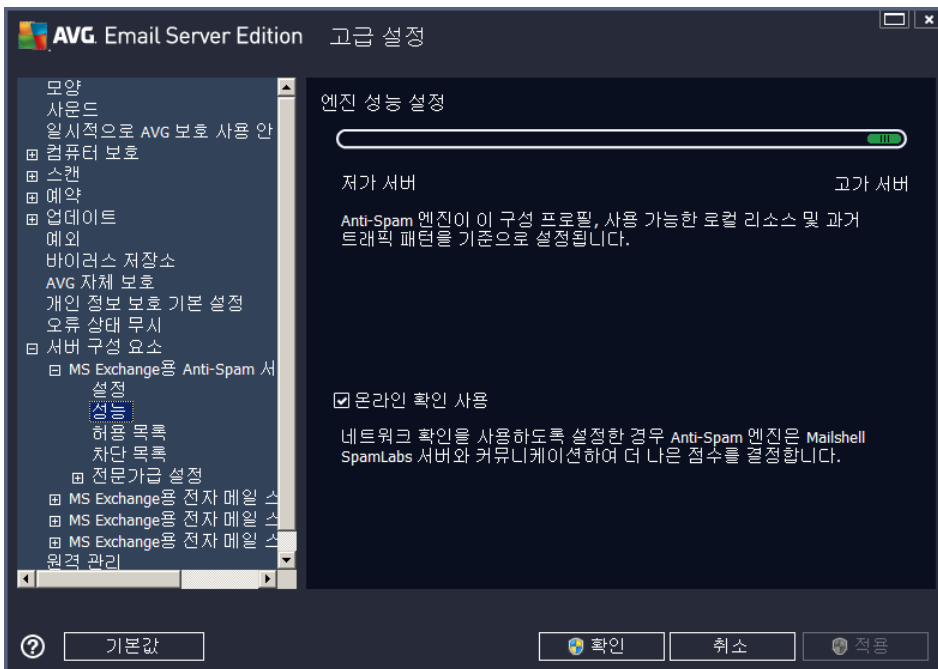 AVG. Email Server Edition 고급 설정
모양
사운드
일시적으로 AVG 보호 사용 안
컴퓨터 보호
스캔
예약
업데이트
예외
바이러스 저장소
AVG 자체 보호
개인 정보 보호 기본 설정
오류 상태 무시
서버 구성 요소
MS Exchange용 Anti-Spam 서
설정
성능
허용 목록
차단 목록
전문가급 설정
MS Exchange용 전자 메일 스
MS Exchange용 전자 메일 스
MS Exchange용 전자 메일 스
원격 관리
엔진 성능 설정
저가 서버 고가 서버
Anti-Spam 엔진이 이 구성 프로필, 사용 가능한 로컬 리소스 및 과거
트래픽 패턴을 기준으로 설정됩니다.
온라인 확인 사용
네트워크 확인을 사용하도록 설정한 경우 Anti-Spam 엔진은 Mailshell
SpamLabs 서버와 커뮤니케이션하여 더 나은 점수를 결정합니다.
기본값 확인 취소 적용